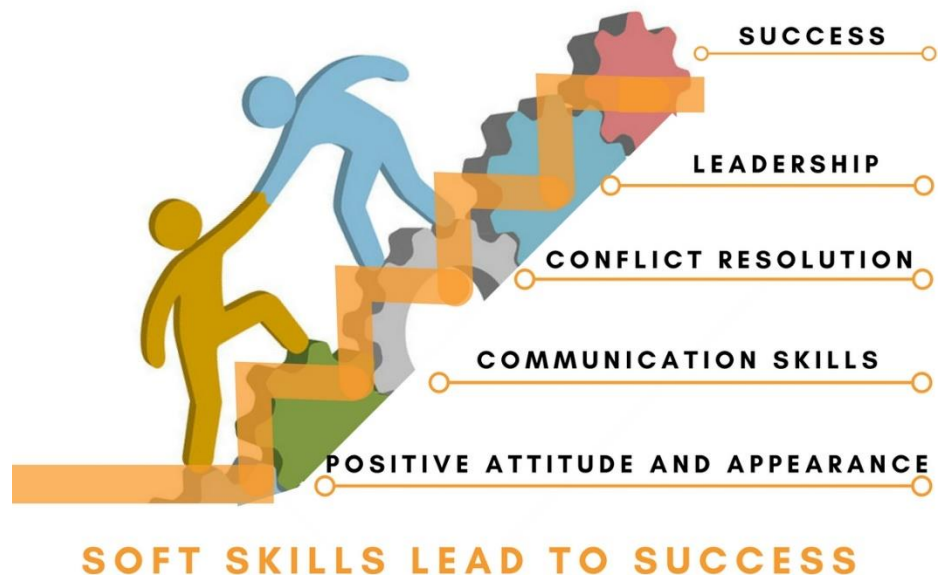 SUCCESS
LEADERSHIP
CONFLICT RESOLUTION
COMMUNICATION SKILLS
POSITIVE ATTITUDE AND APPEARANCE
SOFT SKILLS LEAD TO SUCCESS